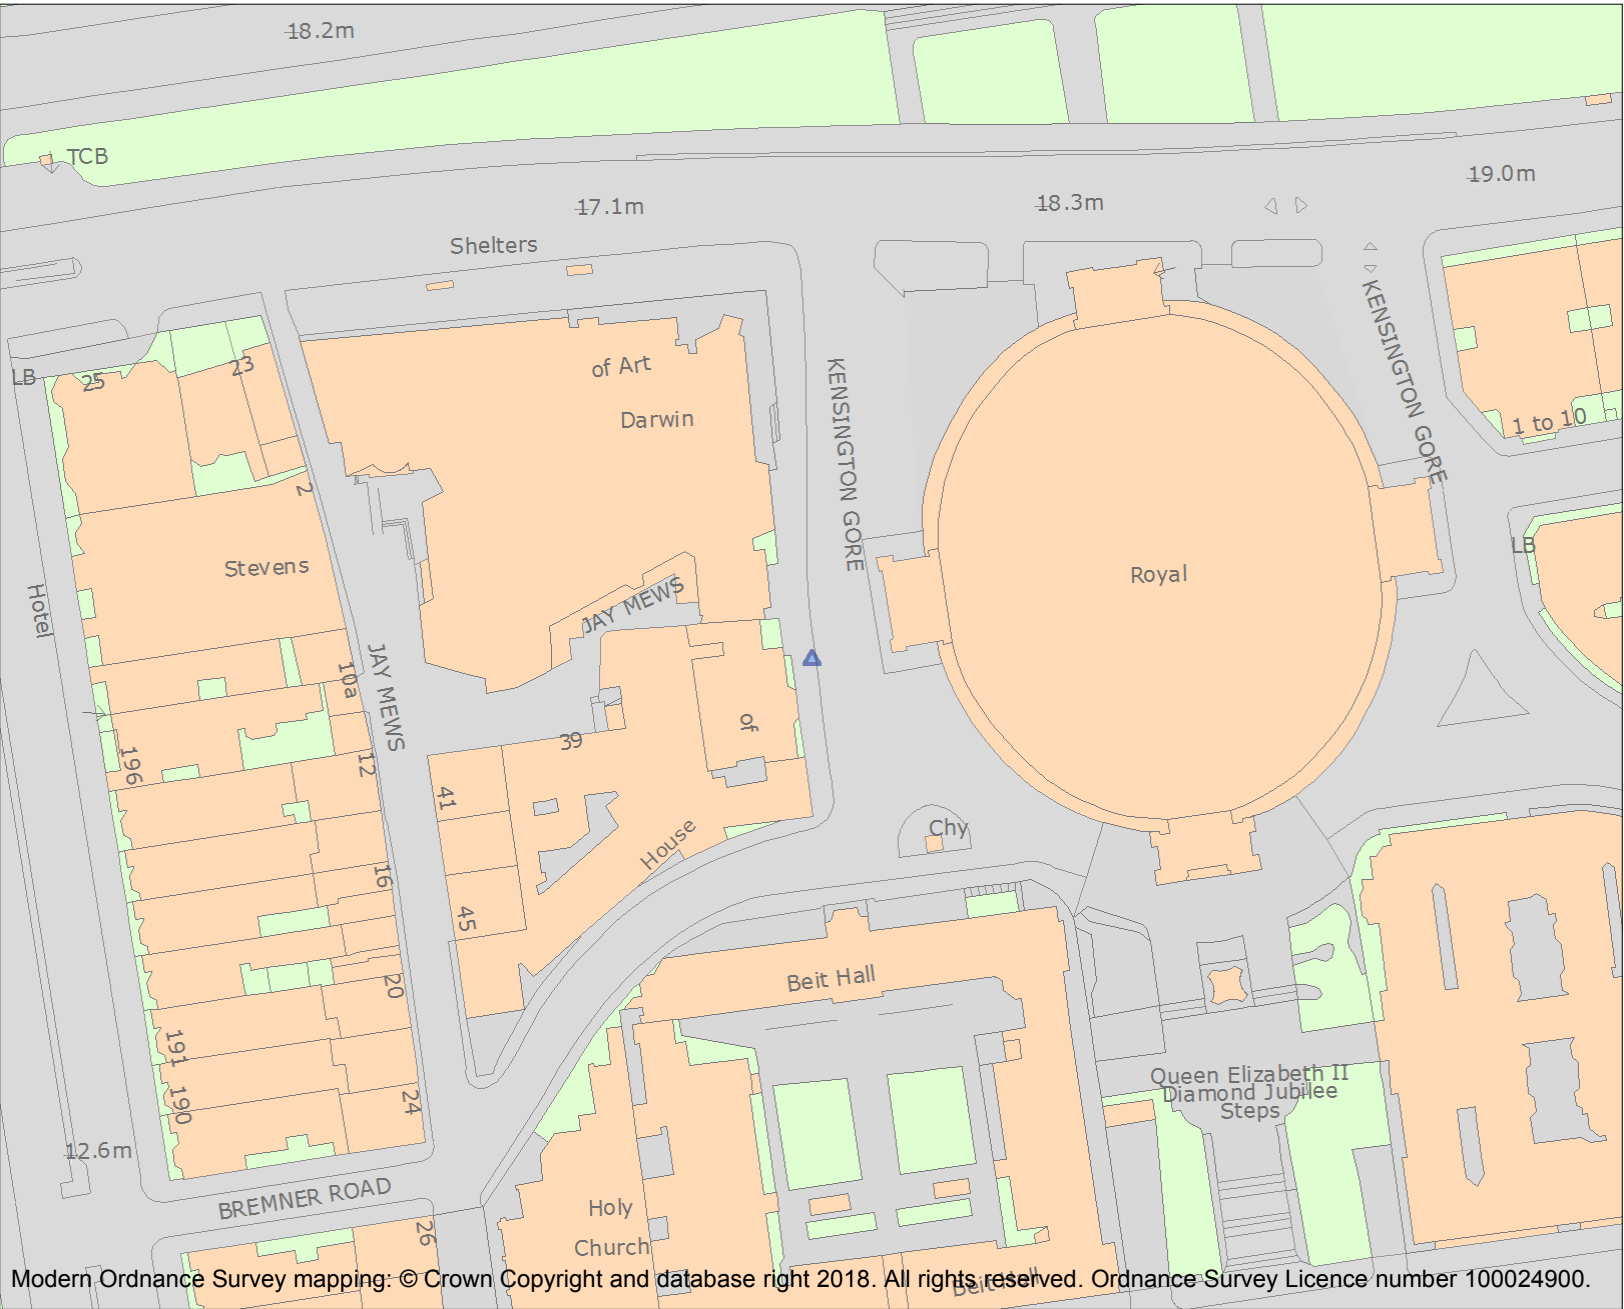 18.2m
TCB
19.0m
17.1m
18.3m
Shelters
KENSINGTON GORE
of Art
LB
25
23
KENSINGTON GORE
Darwin
1 to 10
2
LB
Stevens
Royal
Hotel
JAY MEWS
10a
JAY MEWS
of
39
196
12
41
Chy
House
16
45
Beit Hall
20
191
Queen Elizabeth II
Diamond Jubilee
Steps
190
24
12.6m
BREMNER ROAD
Holy
26
Church
Beit Hall
Modern Ordnance Survey mapping: © Crown Copyright and database right 2018. All rights reserved. Ordnance Survey Licence number 100024900.